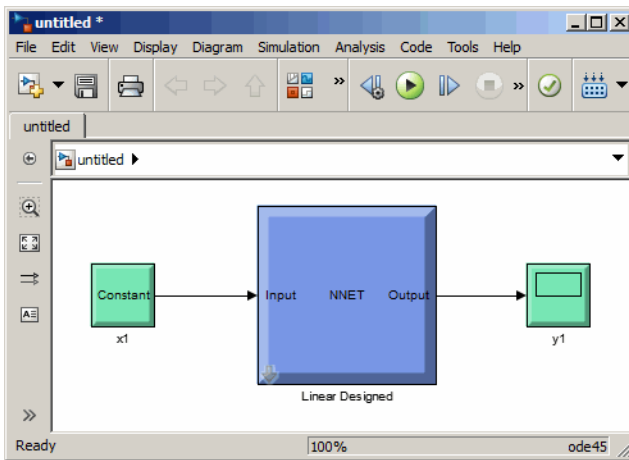 untitled *
File Edit View Display Diagram Simulation Analysis Code Tools Help
»
»
untitled
untitled
Constant
Input NNET Output
x1
y1
Linear Designed
»
Ready 100% ode45